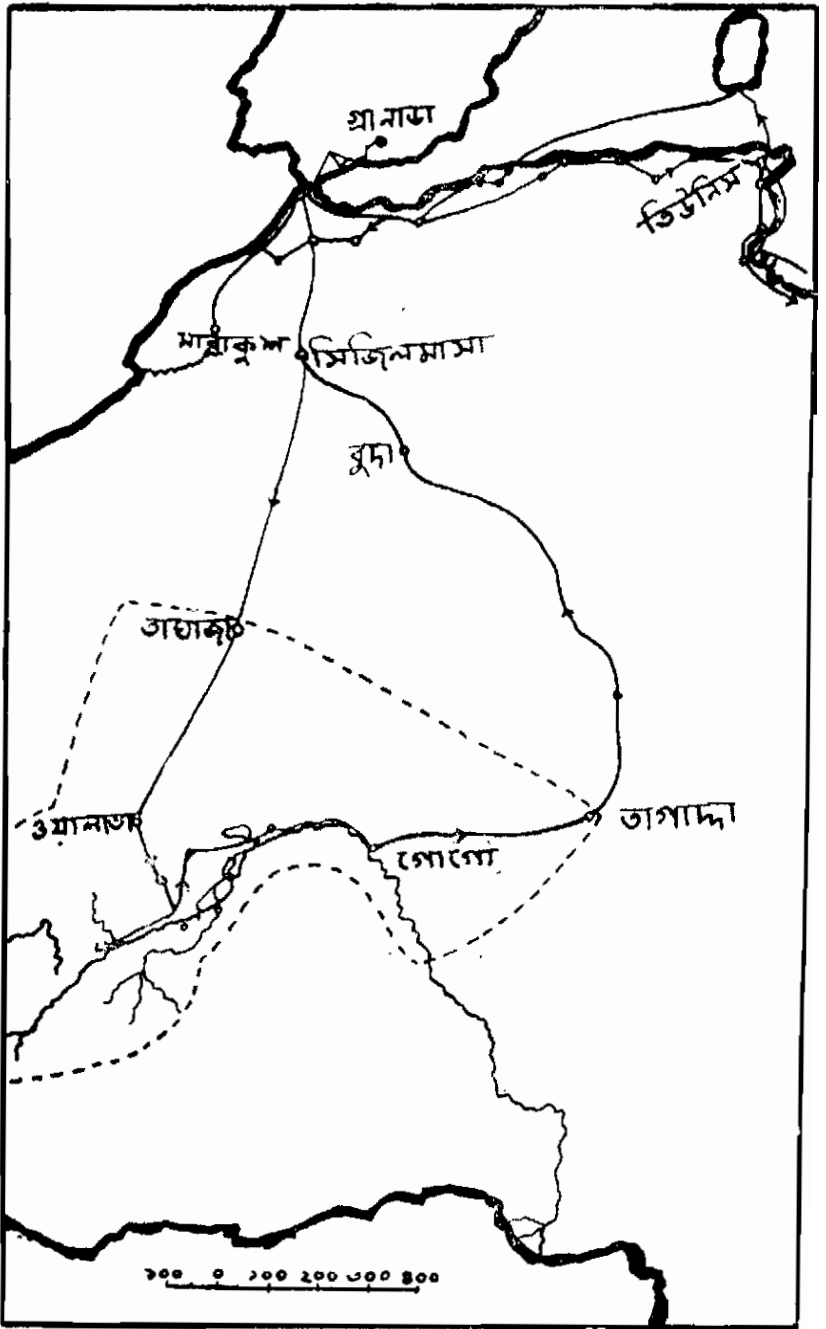 গ্রানাডা
তিউনিস
মারাকুশ
সিজিলমাসা
বুদা
তাঘাজা
ওয়ালাতা
তাগাদ্দা
গোগো
১০০ ০ ১০০ ২০০ ৩০০ ৪০০